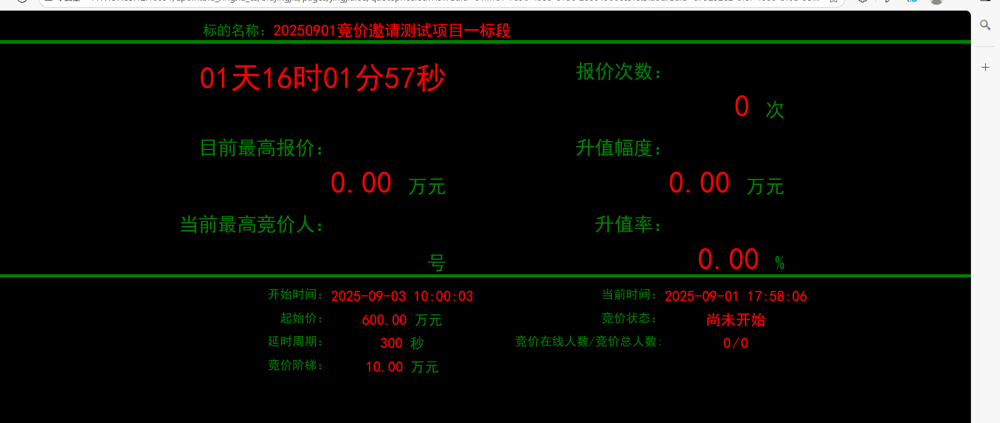 标的名称：20250901竞价邀请测试项目一标段
01天16时01分57秒
报价次数：
0 次
目前最高报价：
升值幅度：
0.00 万元
0.00 万元
当前最高竞价人：
升值率：
号
0.00 %
开始时间：2025-09-03 10:00:03
当前时间：2025-09-01 17:58:06
起始价：600.00 万元
竞价状态：尚未开始
延时周期：300 秒
竞价在线人数/竞价总人数：0/0
竞价阶梯：10.00 万元